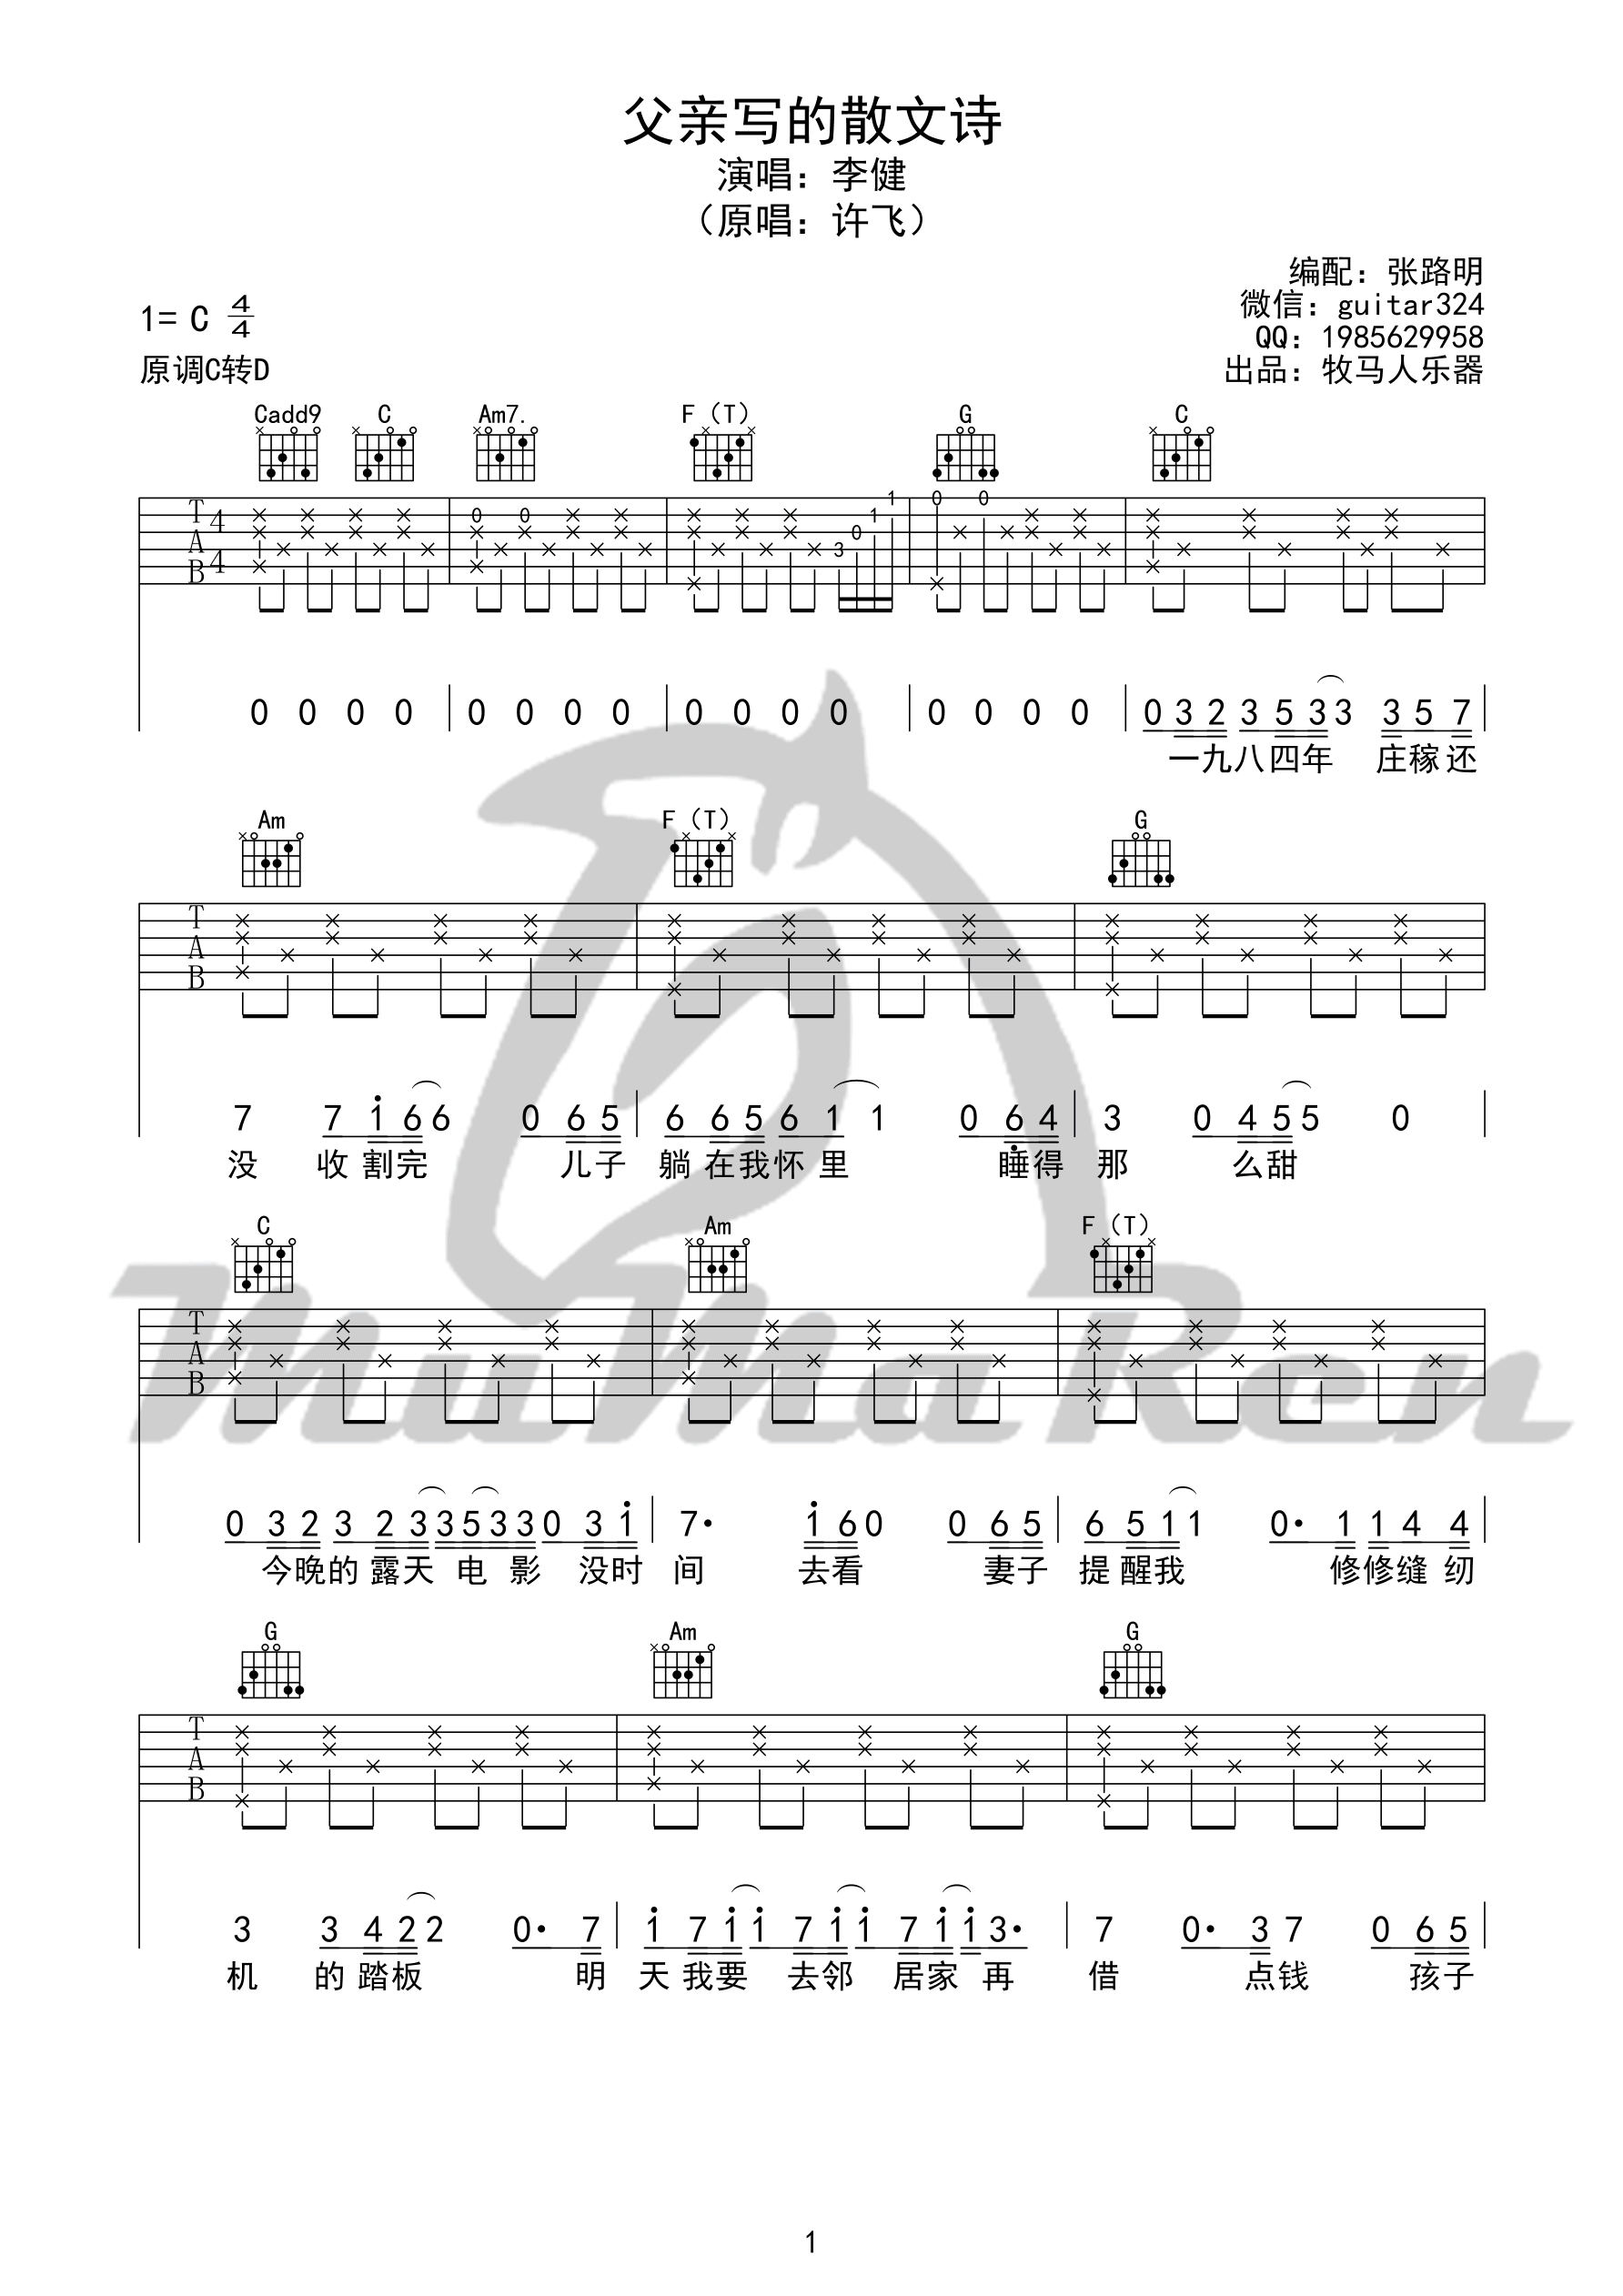 父亲写的散文诗
演唱：李健
（原唱：许飞）
编配：张路明
微信：guitar324
QQ：1985629958
出品：牧马人乐器
1= C 4/4
原调C转D
Cadd9 C Am7. F（T） G C
T A B 4 4 0 0 3 0 1 1 0 0
0 0 0 0 0 0 0 0 0 0 0 0 0 0 0 0 0 3 2 3 5 3 3 3 5 7
一九八四年 庄稼还
Am F（T） G
T A B
7 7 1 6 6 0 6 5 6 6 5 6 1 1 0 6 4 3 0 4 5 5 0
没 收割完 儿子 躺在我怀里 睡得 那 么甜
C Am F（T）
T A B
0 3 2 3 2 3 3 5 3 3 0 3 1 7· 1 6 0 0 6 5 6 5 1 1 0· 1 1 4 4
今晚的露天 电 影 没时 间 去看 妻子 提醒我 修修缝纫
G Am G
T A B
3 3 4 2 2 0· 7 1 7 1 1 7 1 1 7 1 1 3· 7 0· 3 7 0 6 5
机 的踏板 明 天我要 去邻 居家 再 借 点钱 孩子
MuMaRen
1